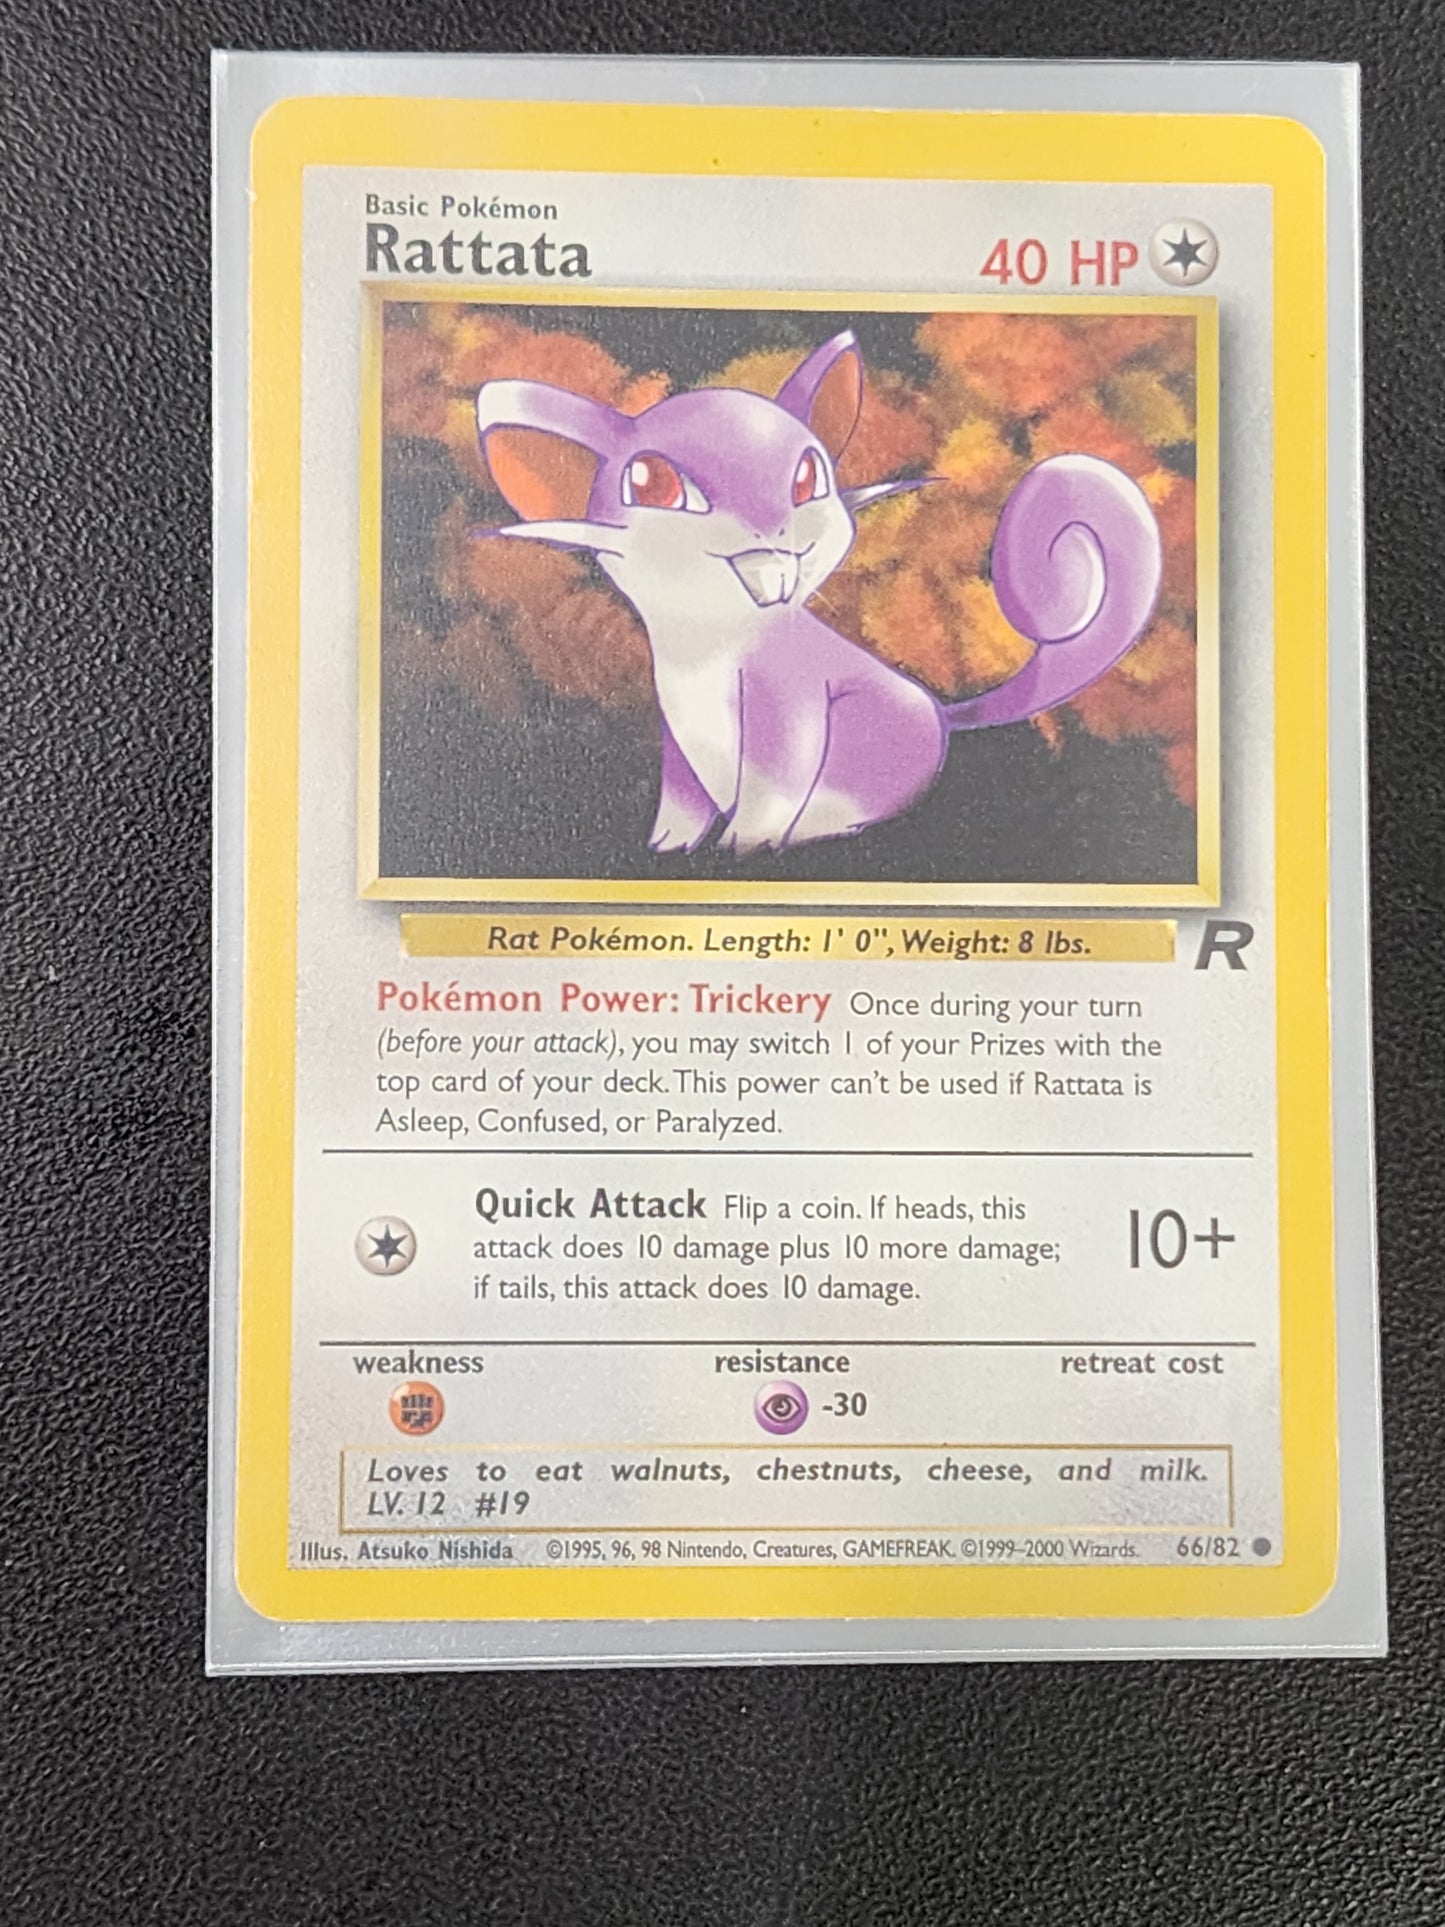 Basic Pokémon
Rattata
40 HP
Rat Pokémon. Length: 1' 0", Weight: 8 lbs.
R
Pokémon Power: Trickery Once during your turn
(before your attack), you may switch 1 of your Prizes with the
top card of your deck. This power can't be used if Rattata is
Asleep, Confused, or Paralyzed.
Quick Attack Flip a coin. If heads, this
attack does 10 damage plus 10 more damage;
if tails, this attack does 10 damage.
10+
weakness resistance retreat cost
-30
Loves to eat walnuts, chestnuts, cheese, and milk.
LV. 12 #19
Illus. Atsuko Nishida ©1995, 96, 98 Nintendo, Creatures, GAMEFREAK. ©1999–2000 Wizards. 66/82